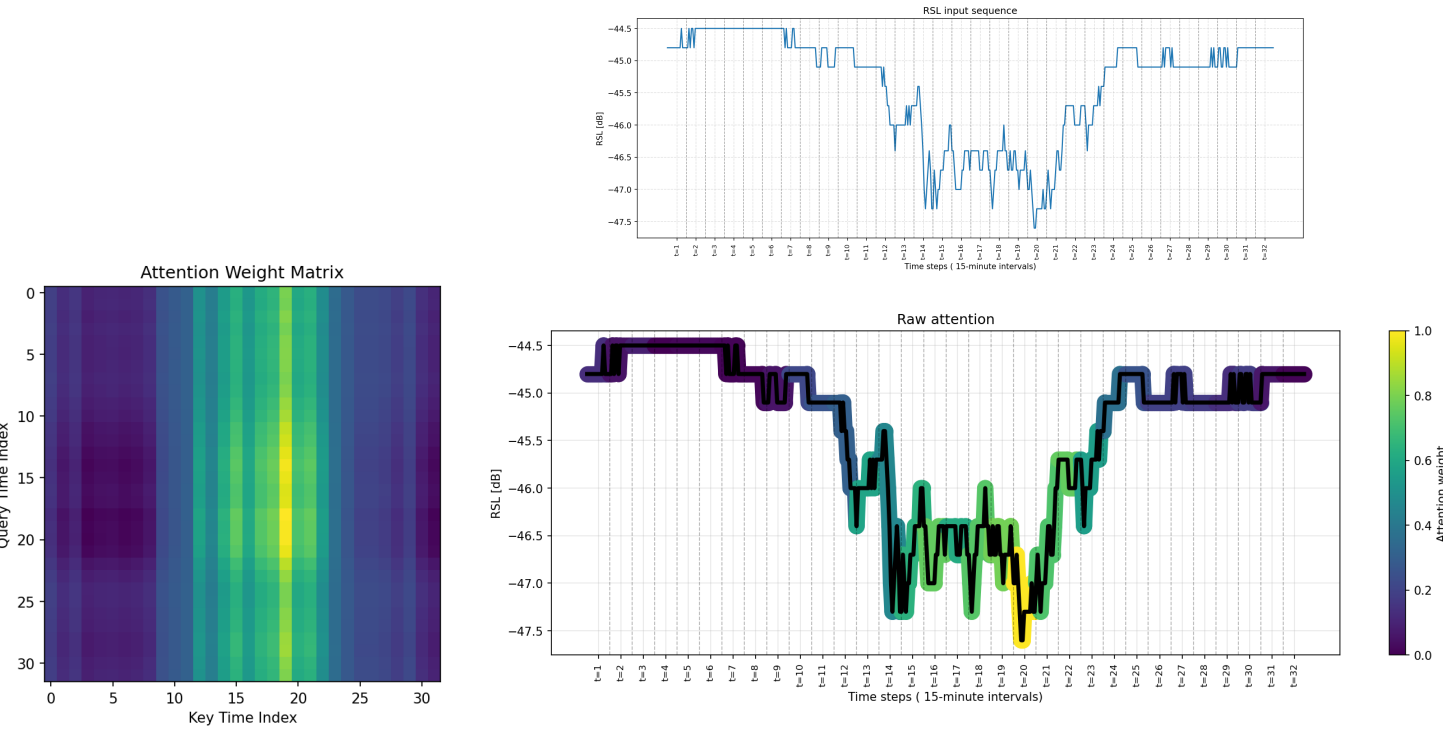 RSL input sequence
RSL [dB]
−44.5
−45.0
−45.5
−46.0
−46.5
−47.0
−47.5
t=1 t=2 t=3 t=4 t=5 t=6 t=7 t=8 t=9 t=10 t=11 t=12 t=13 t=14 t=15 t=16 t=17 t=18 t=19 t=20 t=21 t=22 t=23 t=24 t=25 t=26 t=27 t=28 t=29 t=30 t=31 t=32
Time steps ( 15-minute intervals)
Attention Weight Matrix
Query Time Index
0
5
10
15
20
25
30
0 5 10 15 20 25 30
Key Time Index
Raw attention
RSL [dB]
−44.5
−45.0
−45.5
−46.0
−46.5
−47.0
−47.5
t=1 t=2 t=3 t=4 t=5 t=6 t=7 t=8 t=9 t=10 t=11 t=12 t=13 t=14 t=15 t=16 t=17 t=18 t=19 t=20 t=21 t=22 t=23 t=24 t=25 t=26 t=27 t=28 t=29 t=30 t=31 t=32
Time steps ( 15-minute intervals)
1.0
0.8
0.6
0.4
0.2
0.0
Attention weight